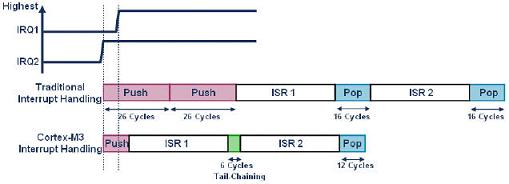 Highest
IRQ1
IRQ2
Traditional
Interrupt Handling
Push Push ISR 1 Pop ISR 2 Pop
26 Cycles 26 Cycles 16 Cycles 16 Cycles
Cortex-M3
Interrupt Handling
Push ISR 1 ISR 2 Pop
6 Cycles 12 Cycles
Tail-Chaining